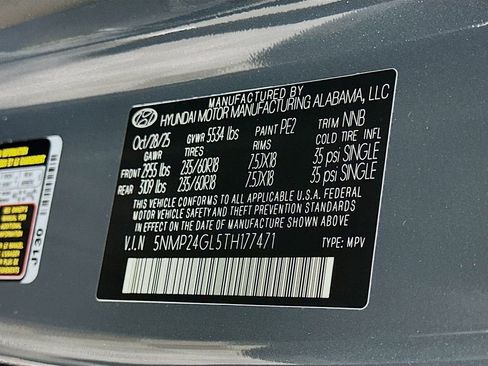 MANUFACTURED BY
HYUNDAI MOTOR MANUFACTURING ALABAMA, LLC
Oct/28/25 GVWR 5534 lbs PAINT PE2 TRIM NNB
GAWR TIRES RIMS COLD TIRE INFL
FRONT 2955 lbs 235/60R18 7.5JX18 35 psi SINGLE
REAR 3109 lbs 235/60R18 7.5JX18 35 psi SINGLE
THIS VEHICLE CONFORMS TO ALL APPLICABLE U.S.A. FEDERAL
MOTOR VEHICLE SAFETY AND THEFT PREVENTION STANDARDS
IN EFFECT ON THE DATE OF MANUFACTURE SHOWN ABOVE
V.I.N 5NMP24GL5TH177471 TYPE: MPV
J130